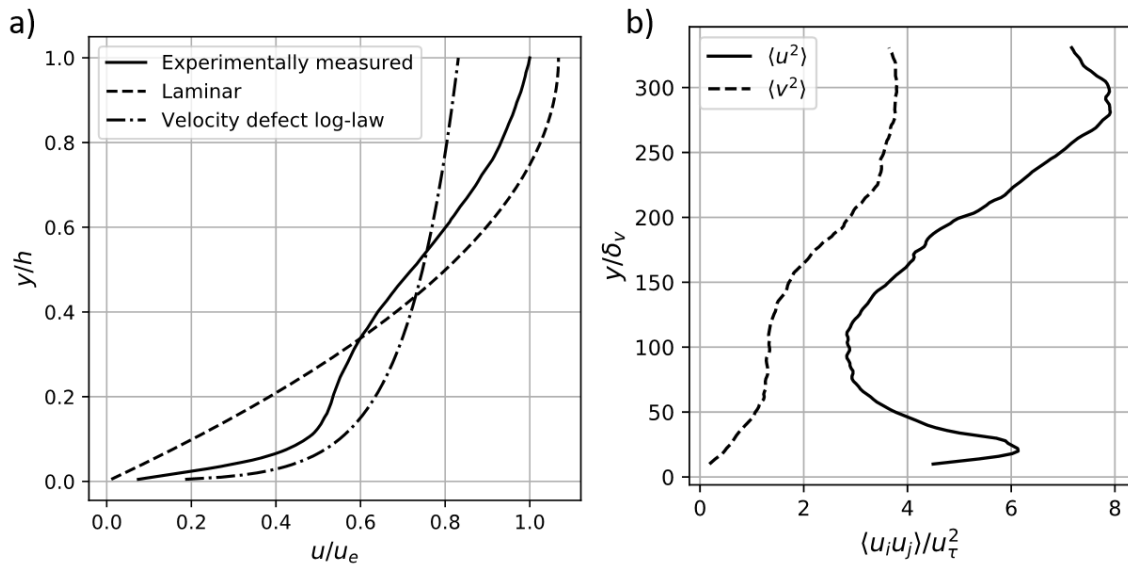 a)
Experimentally measured
Laminar
Velocity defect log-law
1.0
0.8
0.6
0.4
0.2
0.0
y/h
0.0 0.2 0.4 0.6 0.8 1.0
u/u_e
b)
⟨u²⟩
⟨v²⟩
300
250
200
150
100
50
0
y/δ_v
0 2 4 6 8
⟨u_i u_j⟩/u_τ²